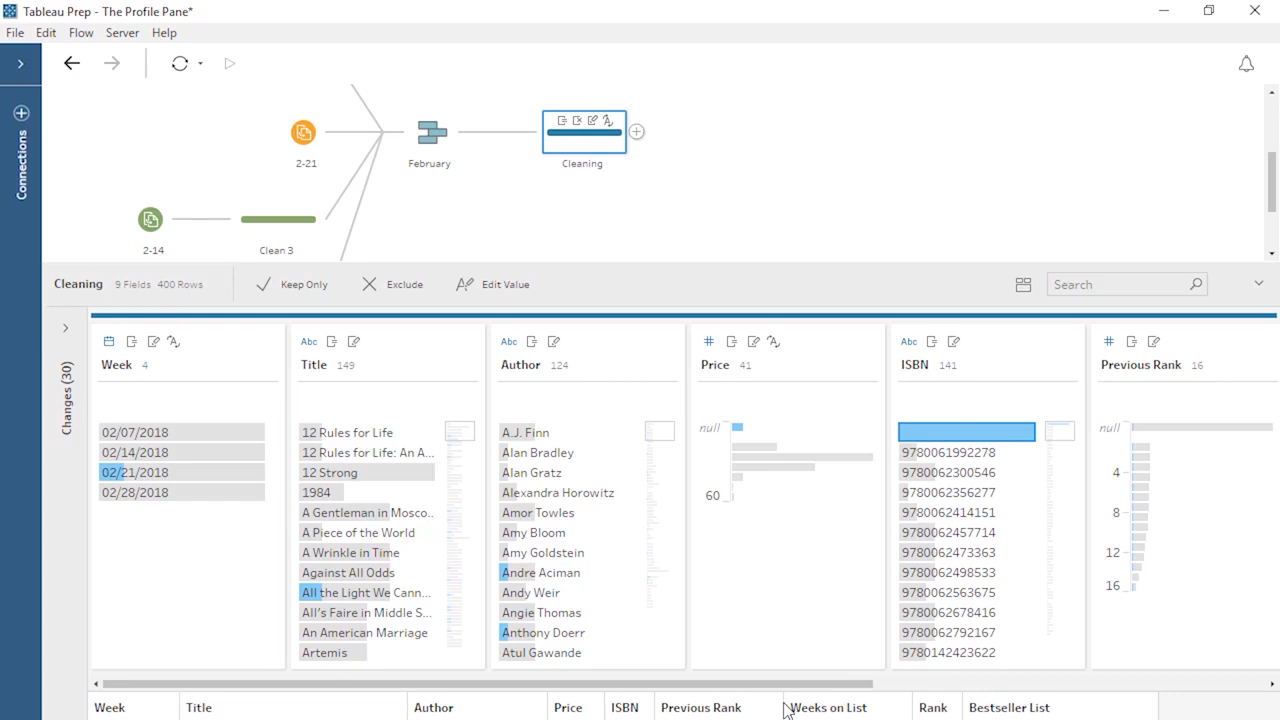 Tableau Prep - The Profile Pane*
File Edit Flow Server Help
Connections
2-21
February
Cleaning
2-14
Clean 3
Cleaning 9 Fields 400 Rows Keep Only Exclude Edit Value Search
Changes (30)
Week 4
02/07/2018
02/14/2018
02/21/2018
02/28/2018
Abc
Title 149
12 Rules for Life
12 Rules for Life: An A...
12 Strong
1984
A Gentleman in Mosco...
A Piece of the World
A Wrinkle in Time
Against All Odds
All the Light We Cann...
All's Faire in Middle S...
An American Marriage
Artemis
Abc
Author 124
A.J. Finn
Alan Bradley
Alan Gratz
Alexandra Horowitz
Amor Towles
Amy Bloom
Amy Goldstein
Andre Aciman
Andy Weir
Angie Thomas
Anthony Doerr
Atul Gawande
#
Price 41
null
60
Abc
ISBN 141
9780061992278
9780062300546
9780062356277
9780062414151
9780062457714
9780062473363
9780062498533
9780062563675
9780062678416
9780062792167
9780142423622
#
Previous Rank 16
null
4
8
12
16
Week Title Author Price ISBN Previous Rank Weeks on List Rank Bestseller List